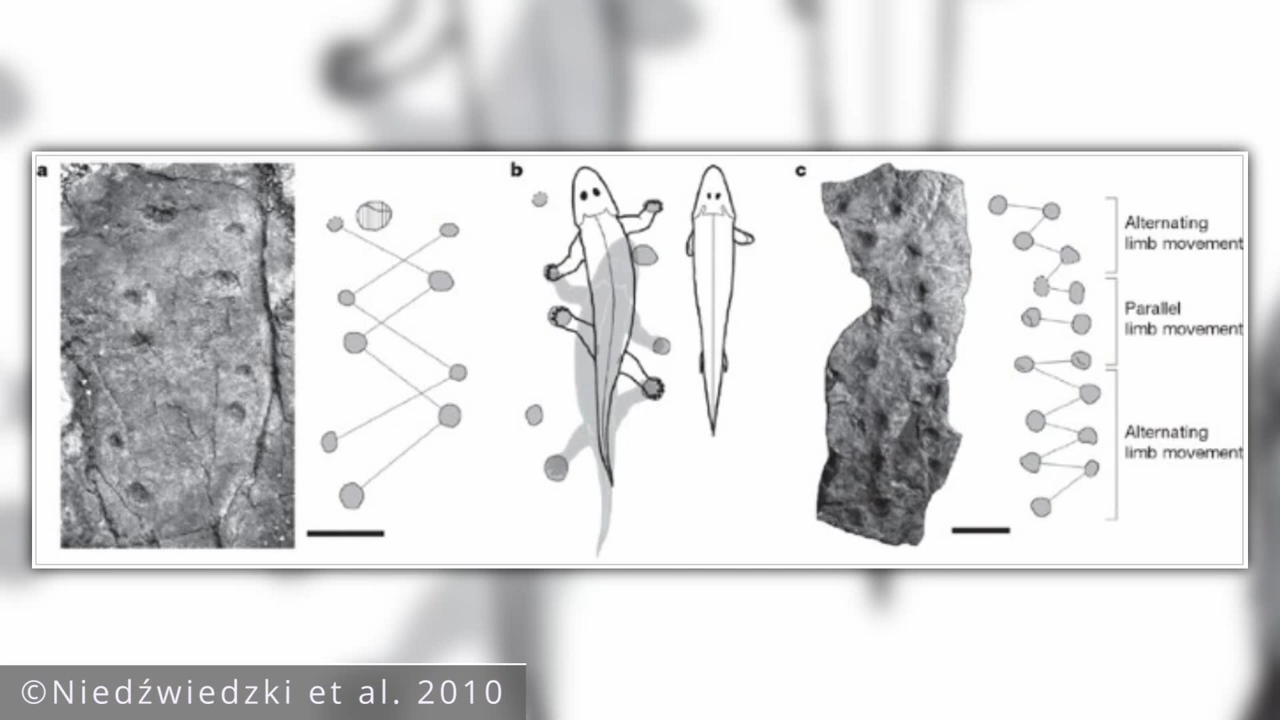 a
b
c
Alternating
limb movement
Parallel
limb movement
Alternating
limb movement
©Niedźwiedzki et al. 2010